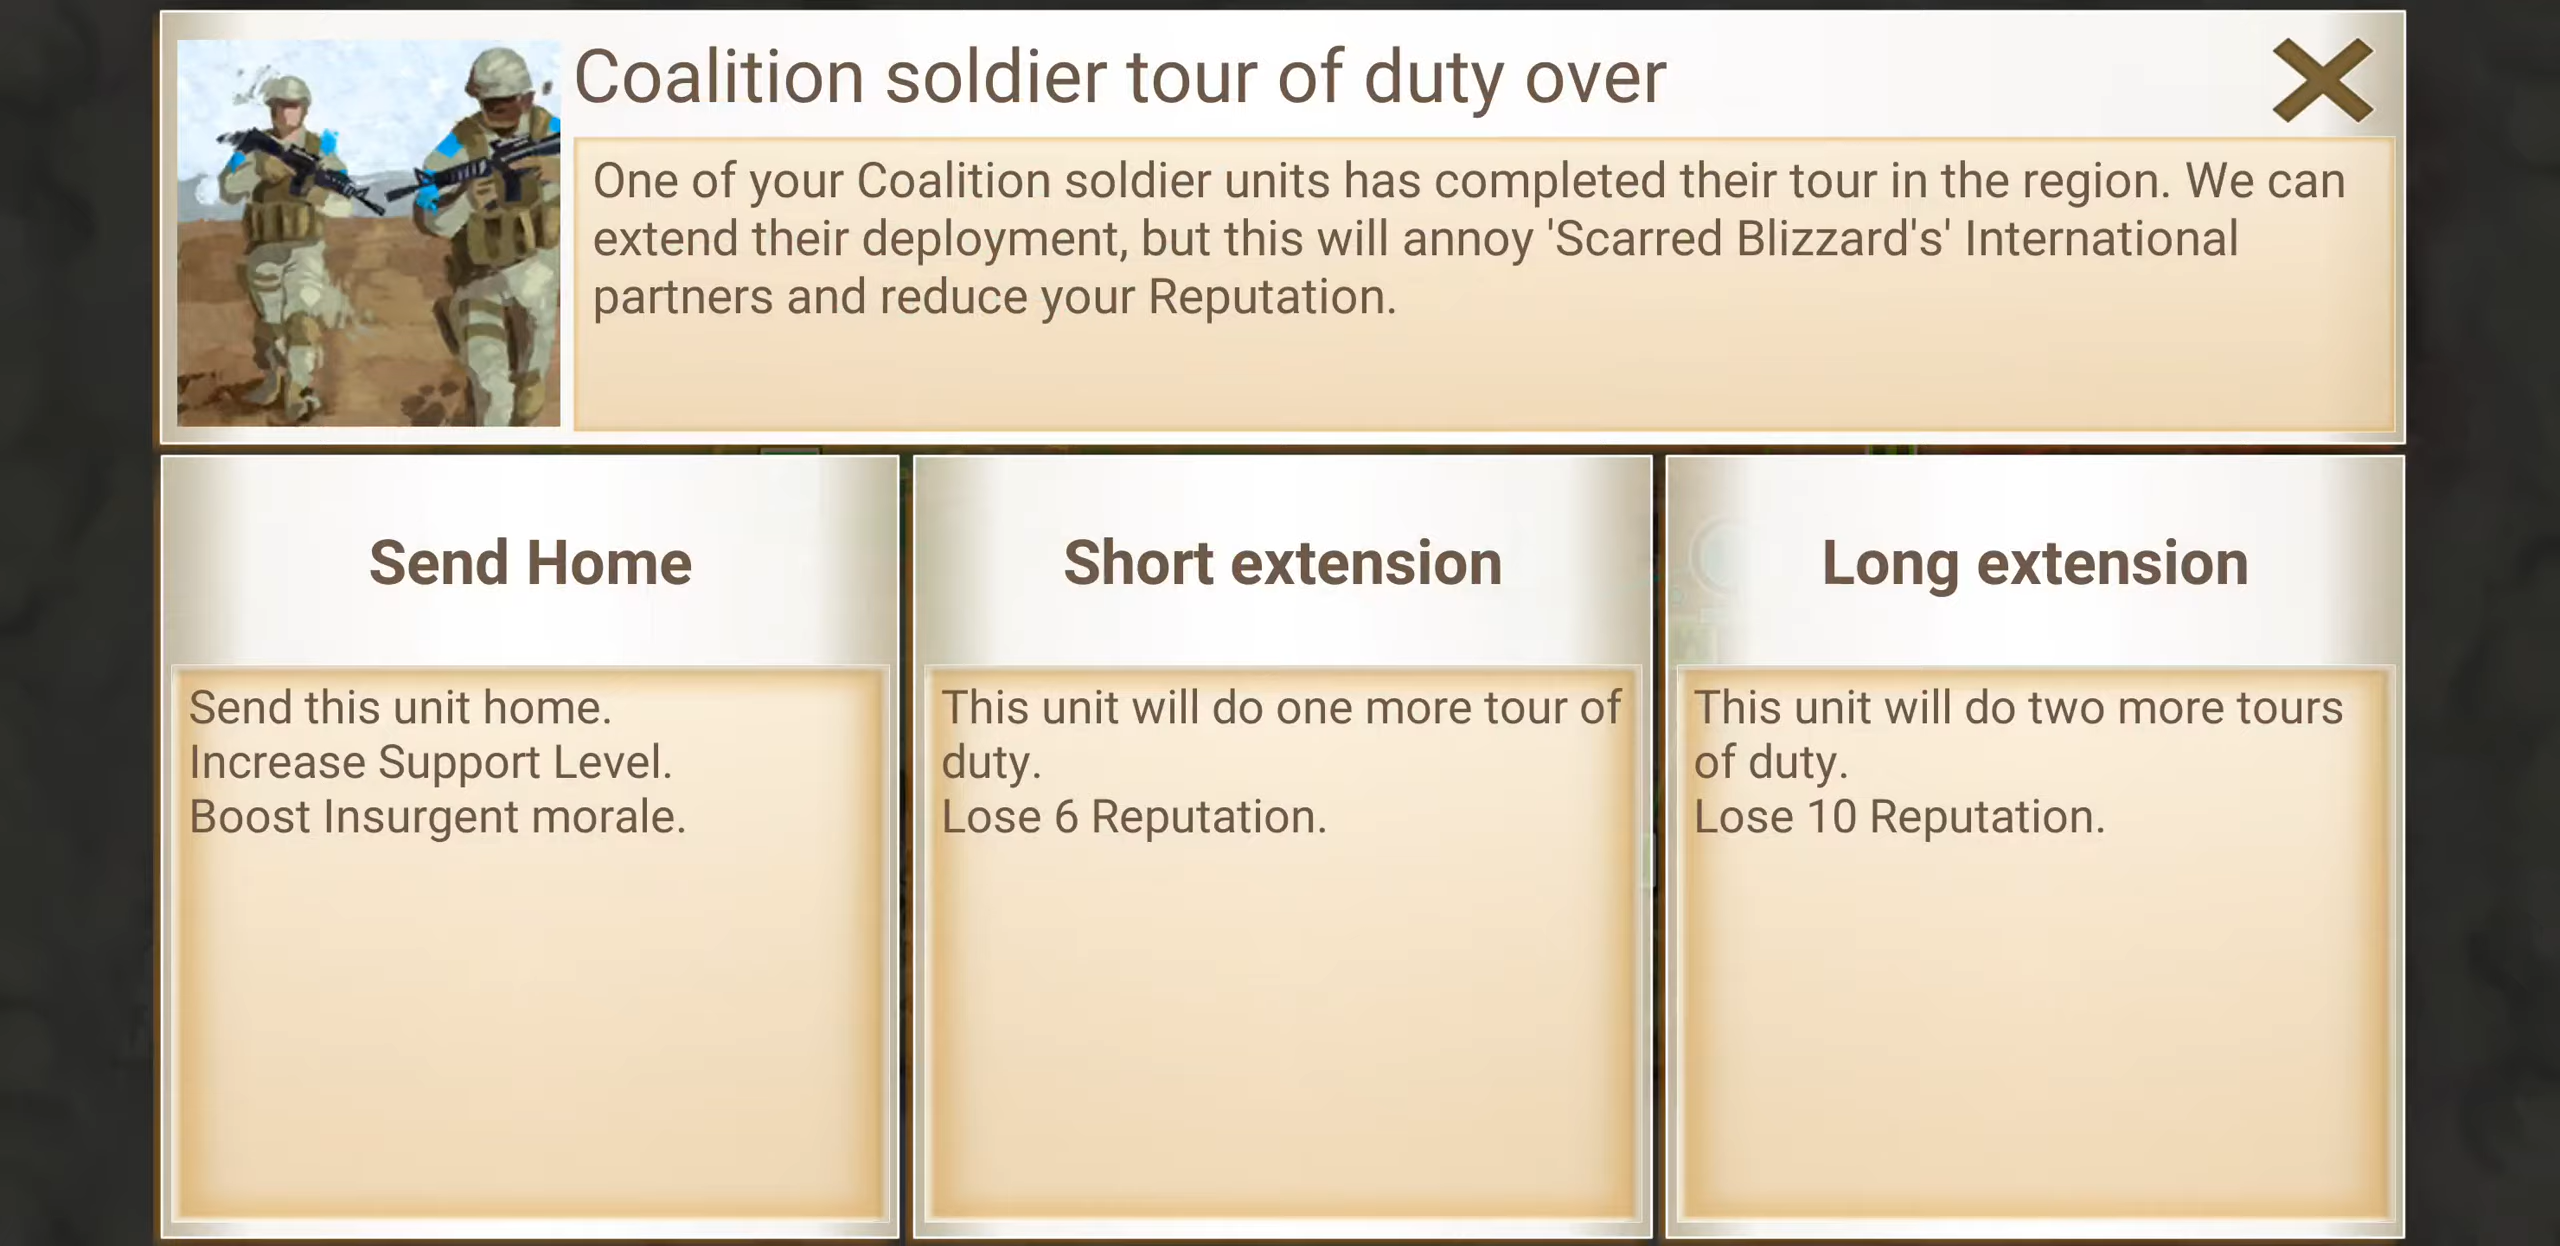 Coalition soldier tour of duty over
One of your Coalition soldier units has completed their tour in the region. We can
extend their deployment, but this will annoy 'Scarred Blizzard's' International
partners and reduce your Reputation.
Send Home
Send this unit home.
Increase Support Level.
Boost Insurgent morale.
Short extension
This unit will do one more tour of
duty.
Lose 6 Reputation.
Long extension
This unit will do two more tours
of duty.
Lose 10 Reputation.